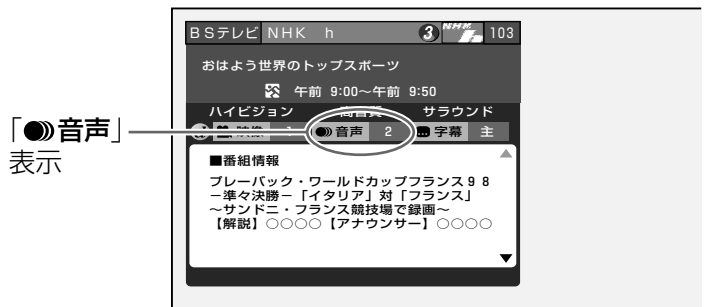 BSテレビ NHK h 3 NHK 103
おはよう世界のトップスポーツ
午前 9:00~午前 9:50
ハイビジョン 高音質 サラウンド
@ 映像 1 音声 2 字幕 主
「音声」
表示
■番組情報
プレーバック・ワールドカップフランス98
-準々決勝-「イタリア」対「フランス」
~サンドニ・フランス競技場で録画~
【解説】○○○○【アナウンサー】○○○○